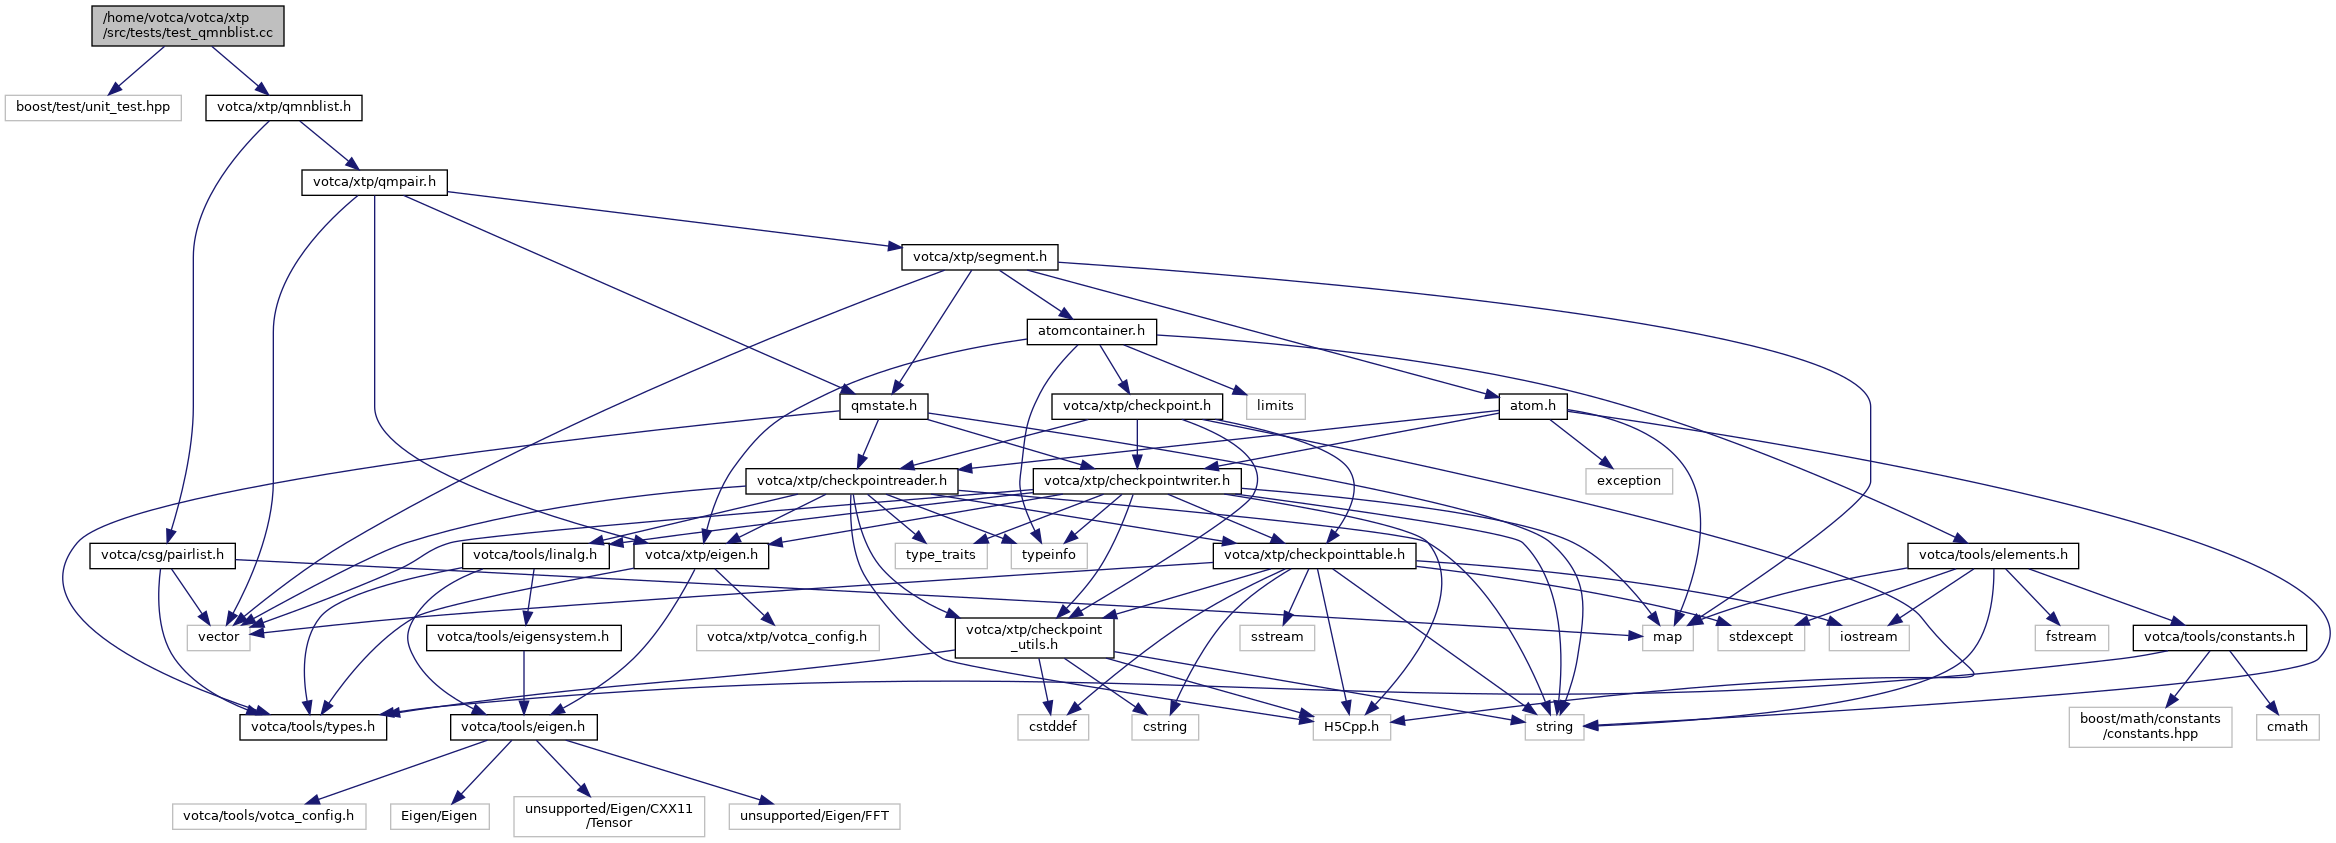 /home/votca/votca/xtp
/src/tests/test_qmnblist.cc
boost/test/unit_test.hpp
votca/xtp/qmnblist.h
votca/xtp/qmpair.h
votca/xtp/segment.h
atomcontainer.h
qmstate.h
votca/xtp/checkpoint.h
limits
atom.h
votca/xtp/checkpointreader.h
votca/xtp/checkpointwriter.h
exception
votca/csg/pairlist.h
votca/tools/linalg.h
votca/xtp/eigen.h
type_traits
typeinfo
votca/xtp/checkpointtable.h
votca/tools/elements.h
vector
votca/tools/eigensystem.h
votca/xtp/votca_config.h
votca/xtp/checkpoint
_utils.h
sstream
map
stdexcept
iostream
fstream
votca/tools/constants.h
votca/tools/types.h
votca/tools/eigen.h
cstddef
cstring
H5Cpp.h
string
boost/math/constants
/constants.hpp
cmath
votca/tools/votca_config.h
Eigen/Eigen
unsupported/Eigen/CXX11
/Tensor
unsupported/Eigen/FFT